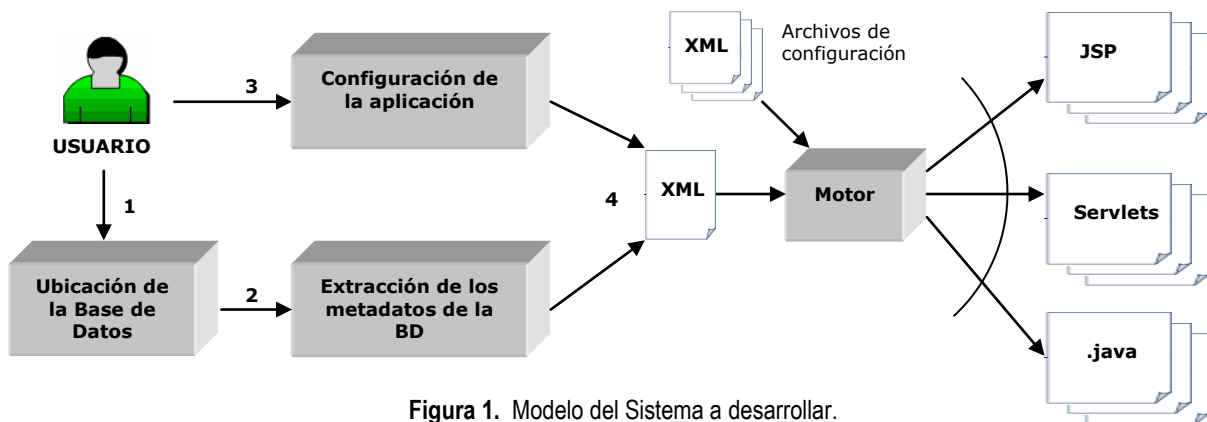 USUARIO
3
Configuración de
la aplicación
XML
Archivos de
configuración
JSP
1
4
XML
Motor
Servlets
Ubicación de
la Base de
Datos
2
Extracción de los
metadatos de la
BD
.java
Figura 1. Modelo del Sistema a desarrollar.